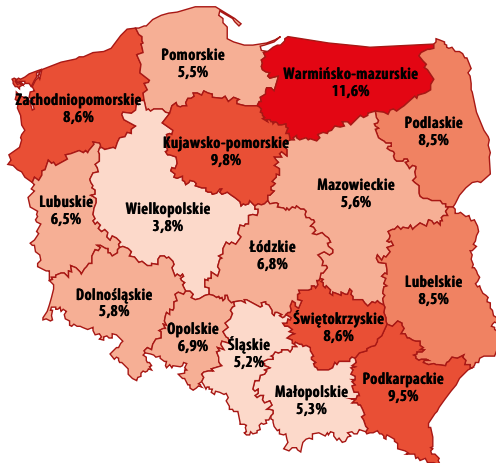 Pomorskie
5,5%
Warmińsko-mazurskie
11,6%
Zachodniopomorskie
8,6%
Podlaskie
8,5%
Kujawsko-pomorskie
9,8%
Mazowieckie
5,6%
Lubuskie
6,5%
Wielkopolskie
3,8%
Łódzkie
6,8%
Lubelskie
8,5%
Dolnośląskie
5,8%
Opolskie
6,9%
Śląskie
5,2%
Świętokrzyskie
8,6%
Małopolskie
5,3%
Podkarpackie
9,5%